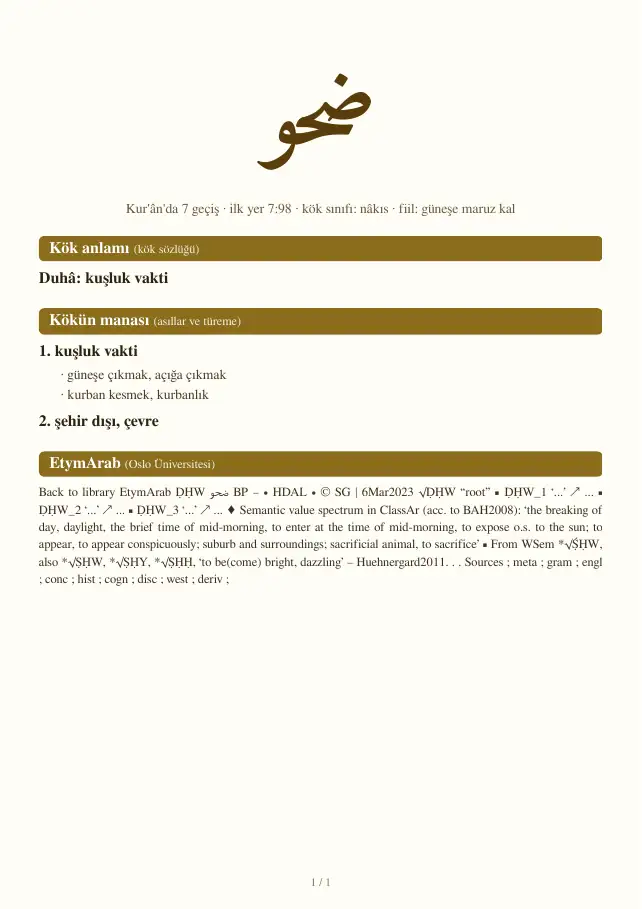 ضحو
Kur'ân'da 7 geçiş · ilk yer 7:98 · kök sınıfı: nâkıs · fiil: güneşe maruz kal
Kök anlamı (kök sözlüğü)
Duhâ: kuşluk vakti
Kökün manası (asıllar ve türeme)
1. kuşluk vakti
· güneşe çıkmak, açığa çıkmak
· kurban kesmek, kurbanlık
2. şehir dışı, çevre
EtymArab (Oslo Üniversitesi)
Back to library EtymArab ḌḤW ضحو BP – • HDAL • © SG | 6Mar2023 √ḌḤW “root” ▪ ḌḤW_1 ‘...’ ↗ ... ▪
ḌḤW_2 ‘...’ ↗ ... ▪ ḌḤW_3 ‘...’ ↗ ... ♦ Semantic value spectrum in ClassAr (acc. to BAH2008): ‘the breaking of
day, daylight, the brief time of mid-morning, to enter at the time of mid-morning, to expose o.s. to the sun; to
appear, to appear conspicuously; suburb and surroundings; sacrificial animal, to sacrifice’ ▪ From WSem *√ṢḤW,
also *√ṢḤW, *√ṢḤY, *√ṢḤḤ, ‘to be(come) bright, dazzling’ – Huehnergard2011. . . Sources ; meta ; gram ; engl
; conc ; hist ; cogn ; disc ; west ; deriv ;
1 / 1